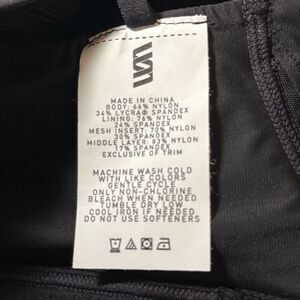 MADE IN CHINA
BODY: 66% NYLON
34% LYCRA® SPANDEX
LINING: 76% NYLON
24% SPANDEX
MESH INSERT: 70% NYLON
30% SPANDEX
MIDDLE LAYER: 83% NYLON
17% SPANDEX
EXCLUSIVE OF TRIM
MACHINE WASH COLD
WITH LIKE COLORS
GENTLE CYCLE
ONLY NON-CHLORINE
BLEACH WHEN NEEDED
TUMBLE DRY LOW
COOL IRON IF NEEDED
DO NOT USE SOFTENERS